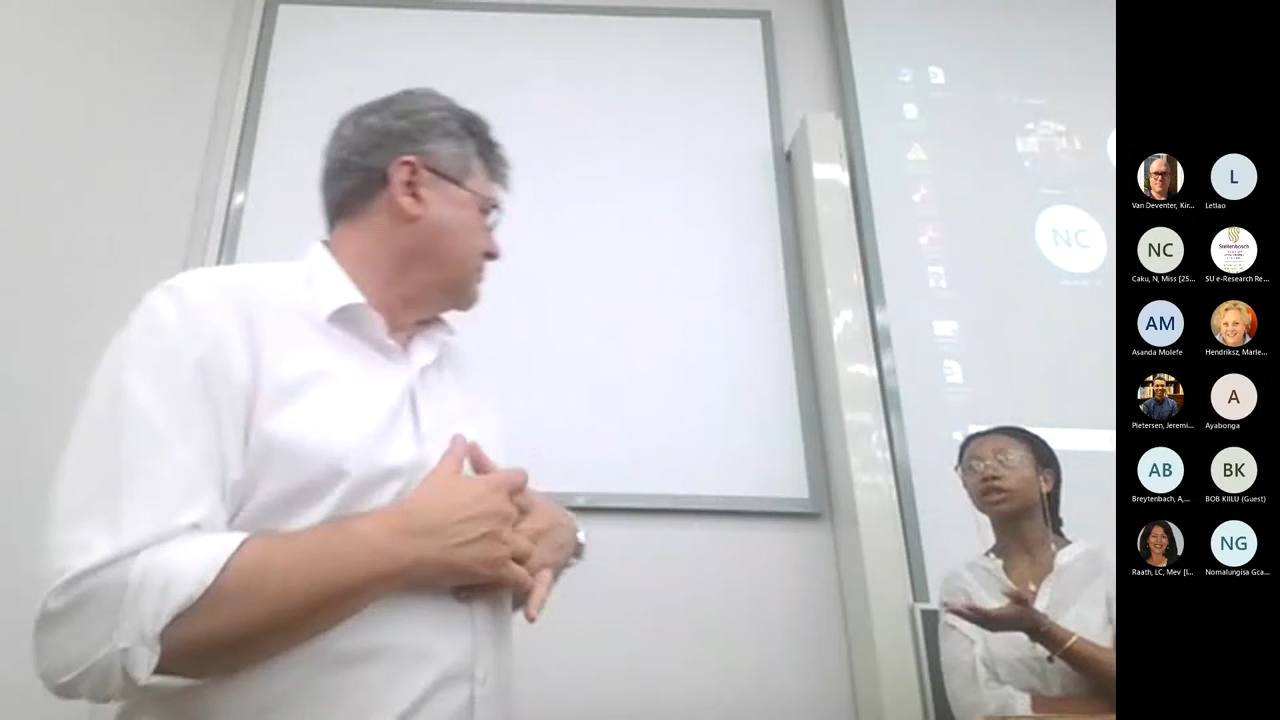 NC
Van Deventer, Kir...
L
Letlao
NC
Caku, N, Miss [25...
Stellenbosch
SU e-Research Re...
AM
Asanda Molefe
Hendriksz, Marle...
Pietersen, Jeremi...
A
Ayabonga
AB
Breytenbach, A,...
BK
BOB KIILU (Guest)
Raath, LC, Mev [l...
NG
Nomalungisa Gca...